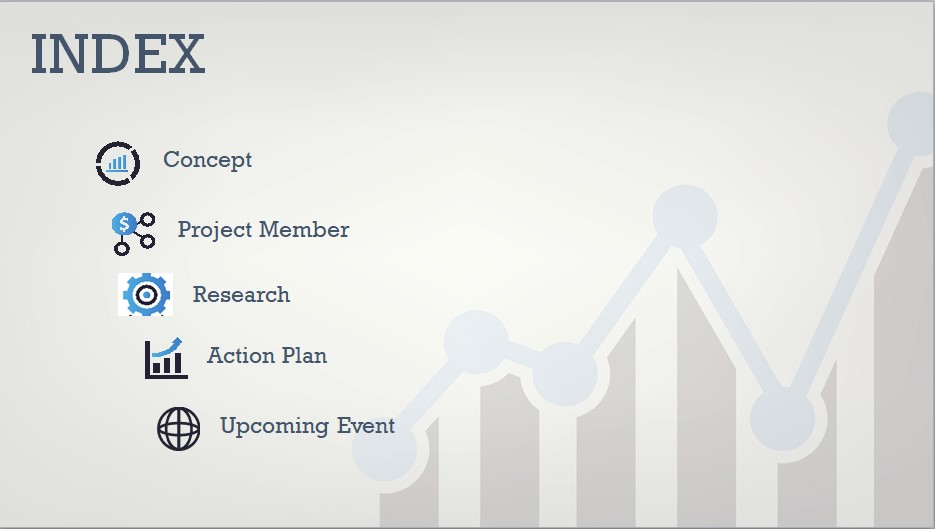 INDEX
Concept
$
Project Member
Research
Action Plan
Upcoming Event